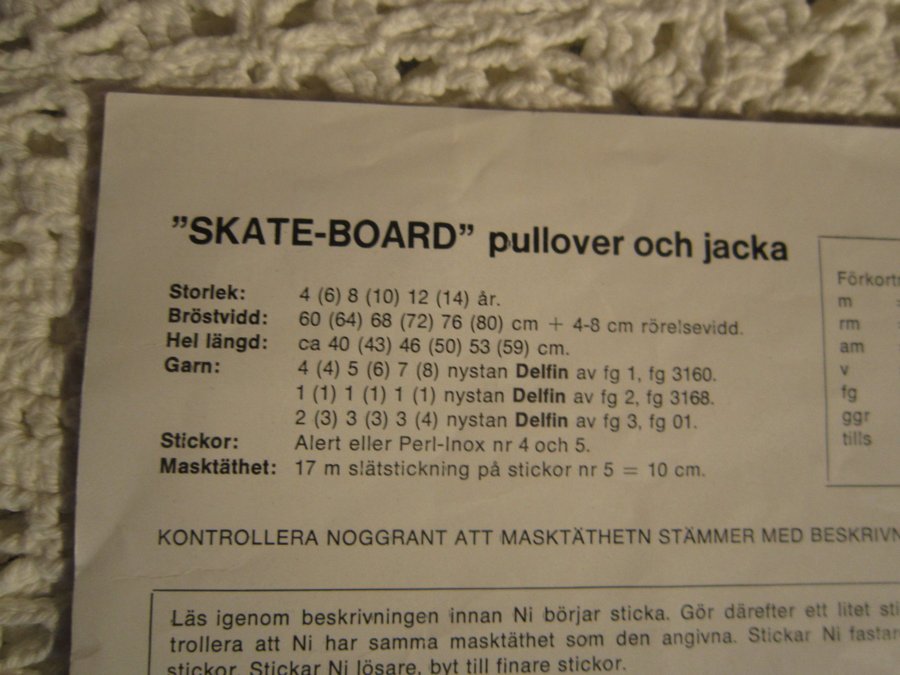 ”SKATE-BOARD” pullover och jacka
Storlek: 4 (6) 8 (10) 12 (14) år.
Bröstvidd: 60 (64) 68 (72) 76 (80) cm + 4-8 cm rörelsevidd.
Hel längd: ca 40 (43) 46 (50) 53 (59) cm.
Garn: 4 (4) 5 (6) 7 (8) nystan Delfin av fg 1, fg 3160.
1 (1) 1 (1) 1 (1) nystan Delfin av fg 2, fg 3168.
2 (3) 3 (3) 3 (4) nystan Delfin av fg 3, fg 01.
Stickor: Alert eller Perl-Inox nr 4 och 5.
Masktäthet: 17 m slätstickning på stickor nr 5 = 10 cm.
Förkortn
m =
rm
am
v
fg
ggr
tills
KONTROLLERA NOGGRANT ATT MASKTÄTHETN STÄMMER MED BESKRIVN
Läs igenom beskrivningen innan Ni börjar sticka. Gör därefter ett litet sti
trollera att Ni har samma masktäthet som den angivna. Stickar Ni fastar
stickor. Stickar Ni lösare, byt till finare stickor.